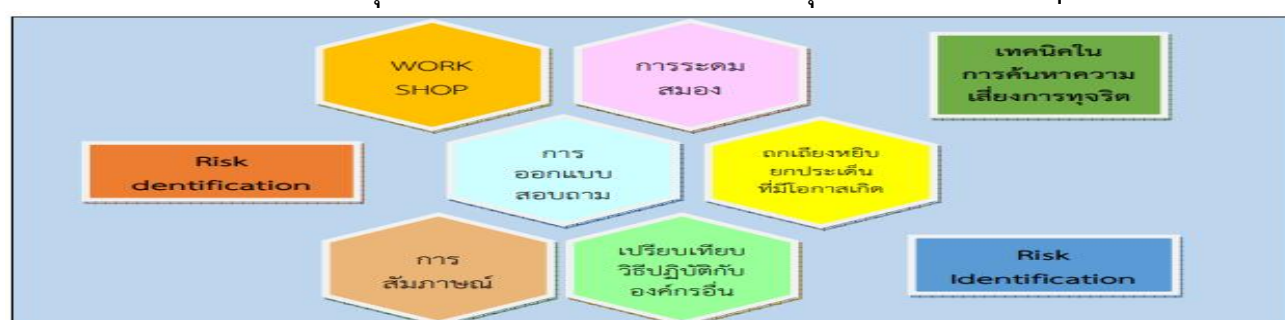 WORK
SHOP
การระดม
สมอง
เทคนิคใน
การค้นหาความ
เสี่ยงการทุจริต
Risk
dentification
การ
ออกแบบ
สอบถาม
ถกเถียงหยิบ
ยกประเด็น
ที่มีโอกาสเกิด
การ
สัมภาษณ์
เปรียบเทียบ
วิธีปฏิบัติกับ
องค์กรอื่น
Risk
Identification